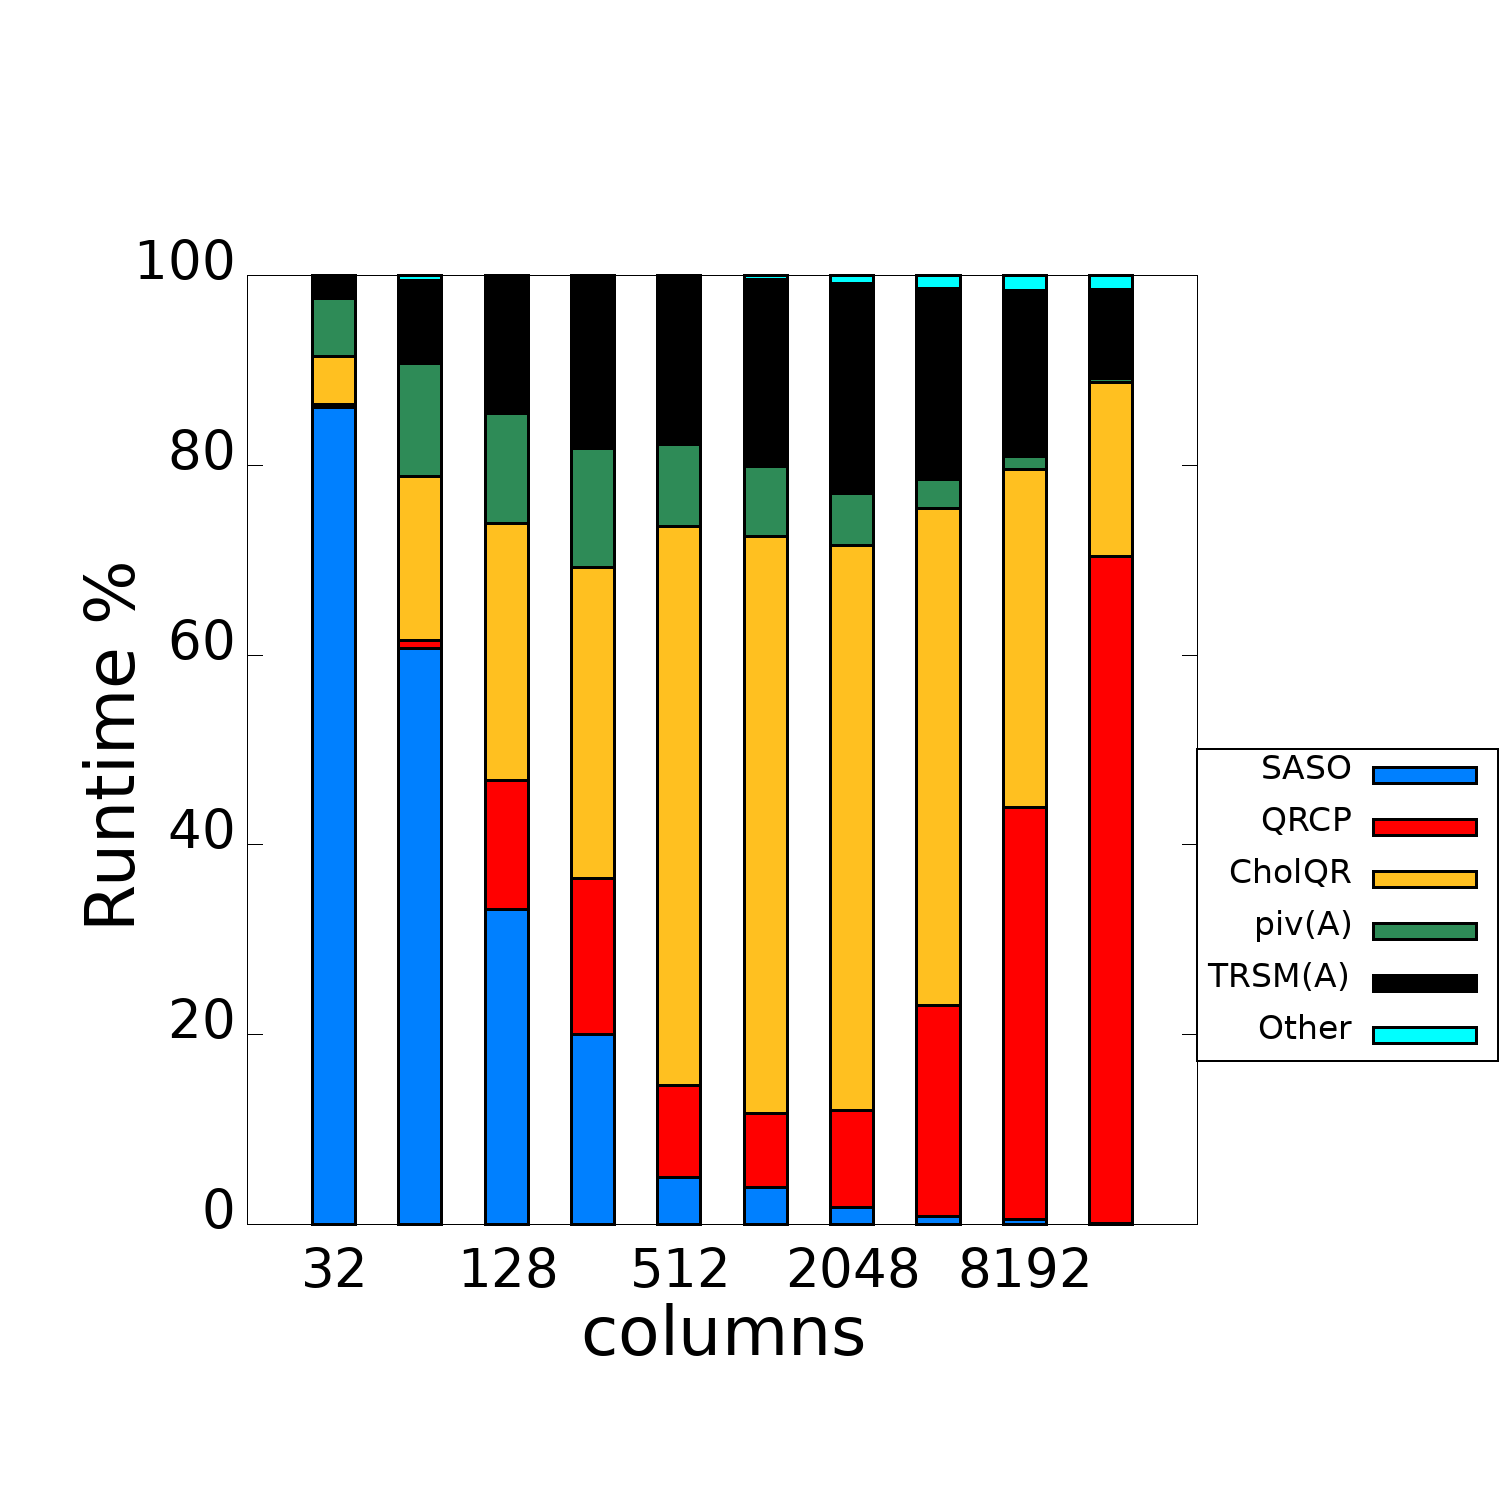 100
80
60
40
20
0
Runtime %
32 128 512 2048 8192
columns
SASO
QRCP
CholQR
piv(A)
TRSM(A)
Other